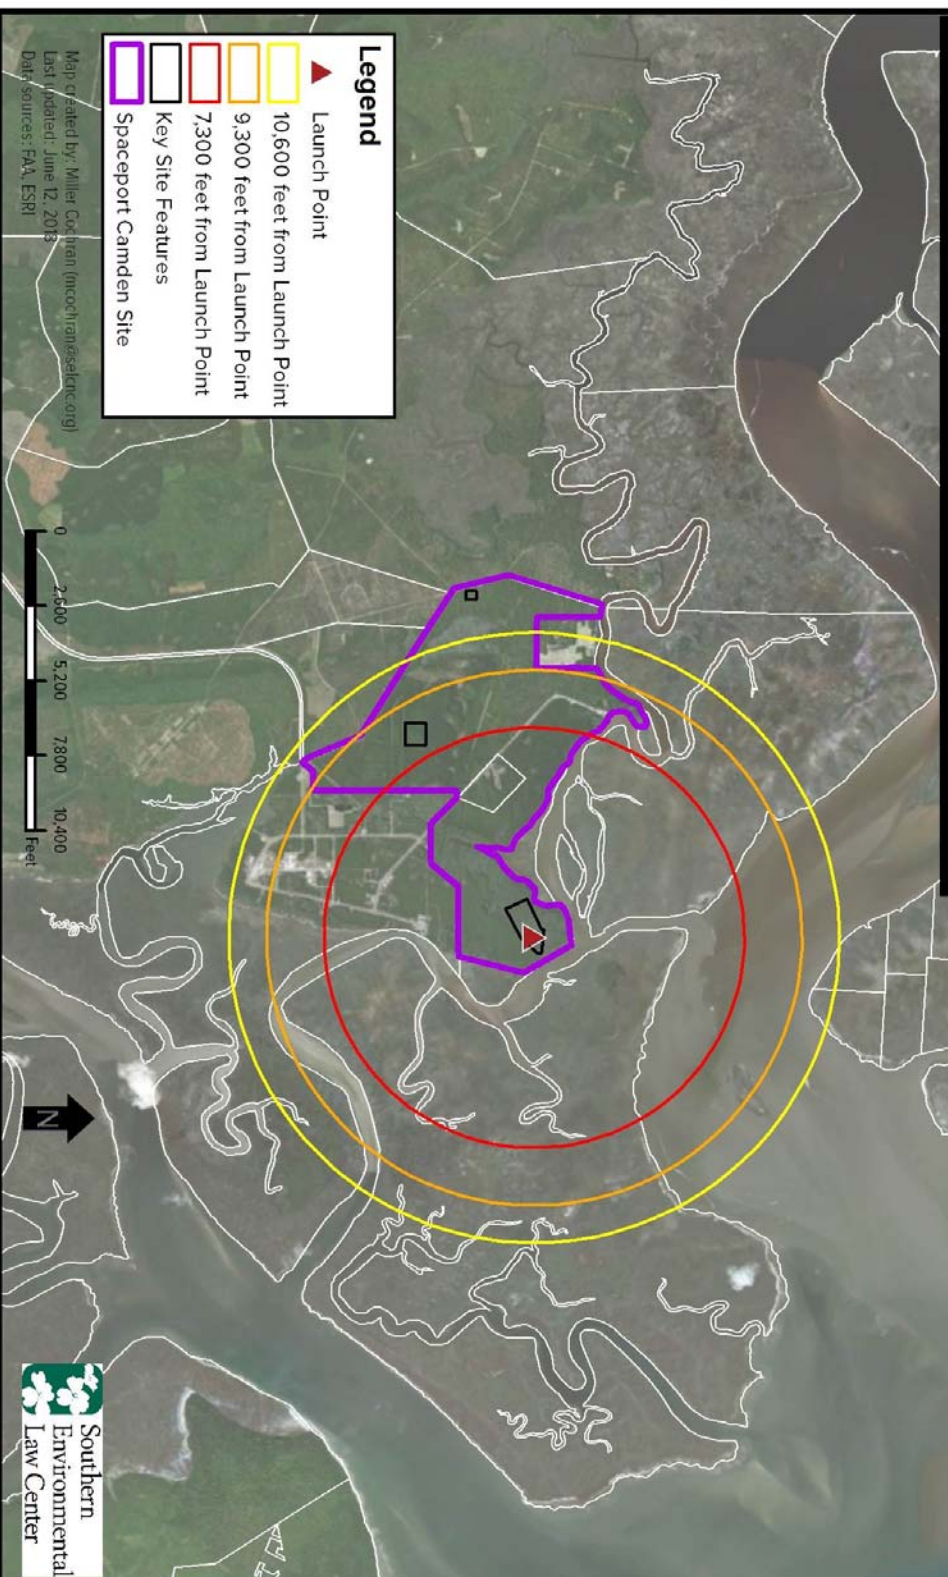 Legend
Launch Point
10,600 feet from Launch Point
9,300 feet from Launch Point
7,300 feet from Launch Point
Key Site Features
Spaceport Camden Site
Map created by: Miller Cochran (mcochran@selcnc.org)
Last updated: June 12, 2018
Data sources: FAA, ESRI
0 2,600 5,200 7,800 10,400
Feet
N
Southern
Environmental
Law Center